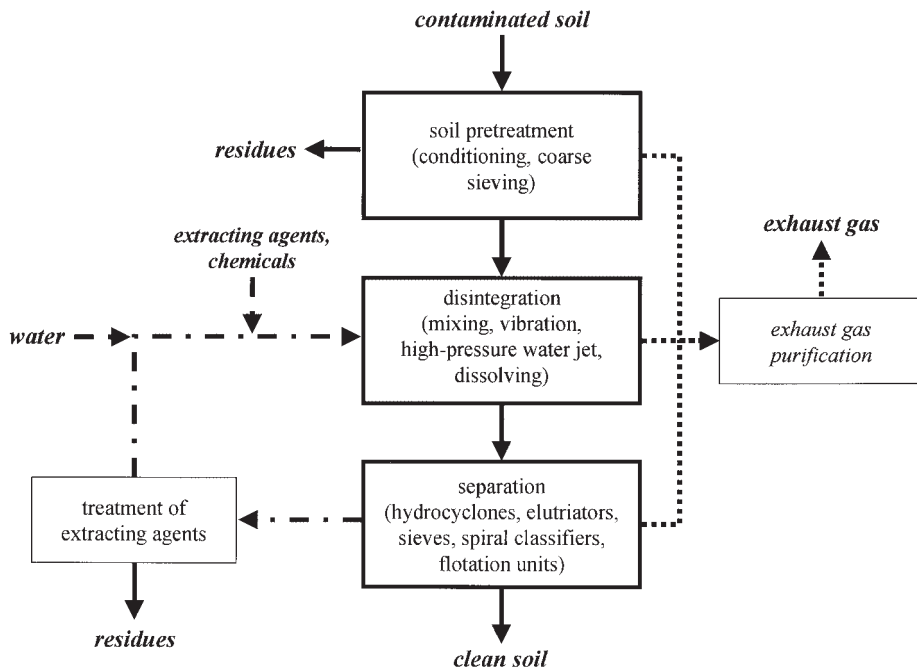 contaminated soil
soil pretreatment
(conditioning, coarse
sieving)
residues
extracting agents,
chemicals
exhaust gas
water
disintegration
(mixing, vibration,
high-pressure water jet,
dissolving)
exhaust gas
purification
treatment of
extracting agents
separation
(hydrocyclones, elutriators,
sieves, spiral classifiers,
flotation units)
residues
clean soil